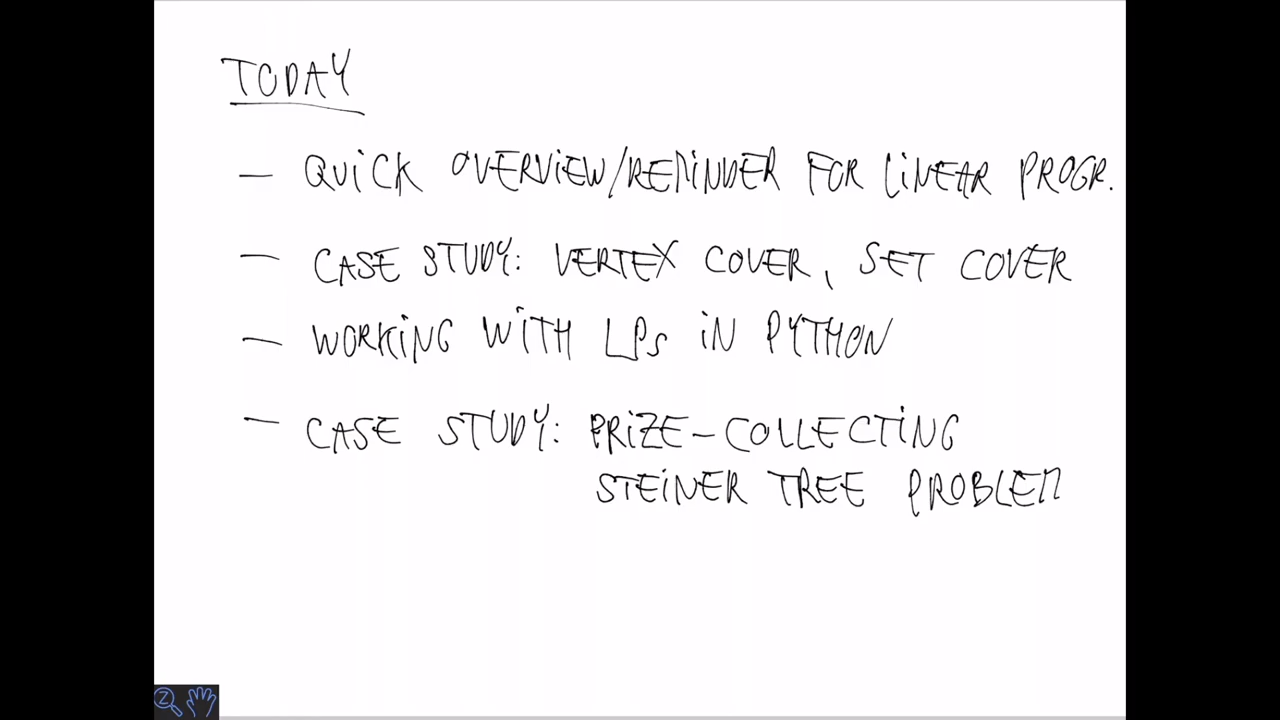 TODAY
— QUiCK OVERViEW/REMiNDER FOR LiNEAR PROGR.
— CASE STUDY: VERTEX COVER, SET COVER
— WORKiNG WiTH LPs iN PYTHON
— CASE STUDY: PRiZE-COLLECTiNG
STEiNER TREE PROBLEM
Z